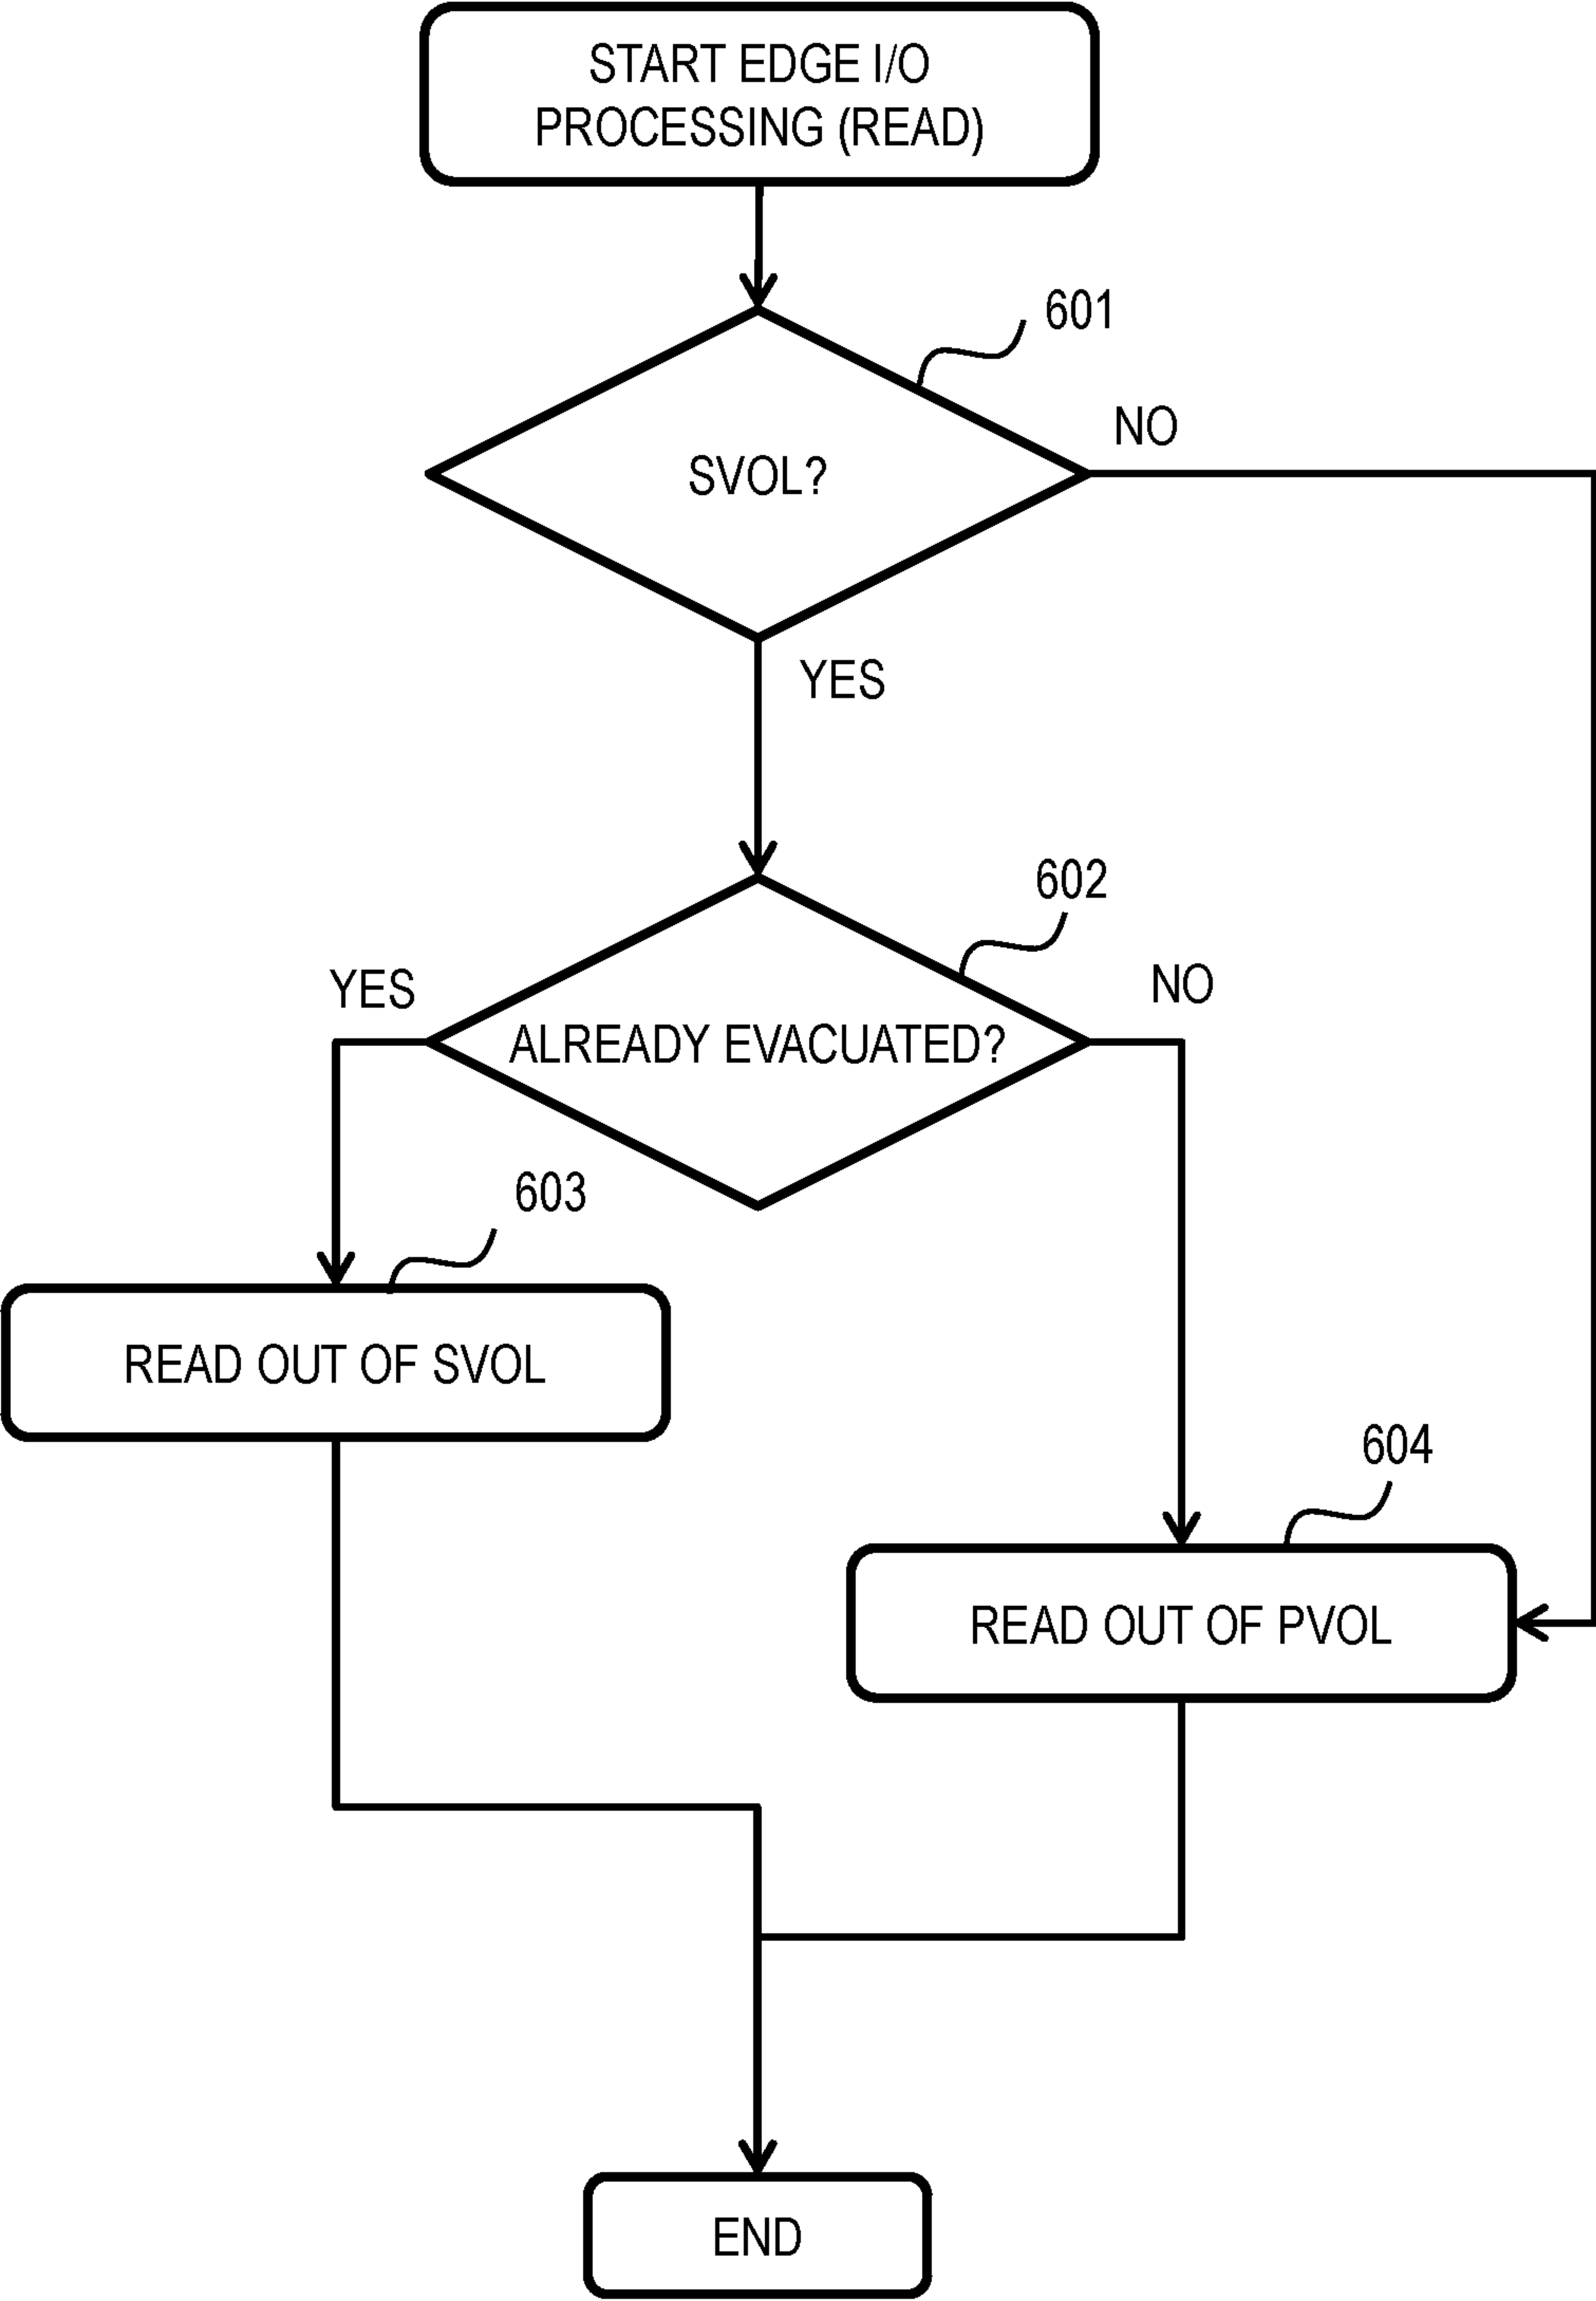 START EDGE I/O
PROCESSING (READ)
601
NO
SVOL?
YES
602
YES
NO
ALREADY EVACUATED?
603
READ OUT OF SVOL
604
READ OUT OF PVOL
END